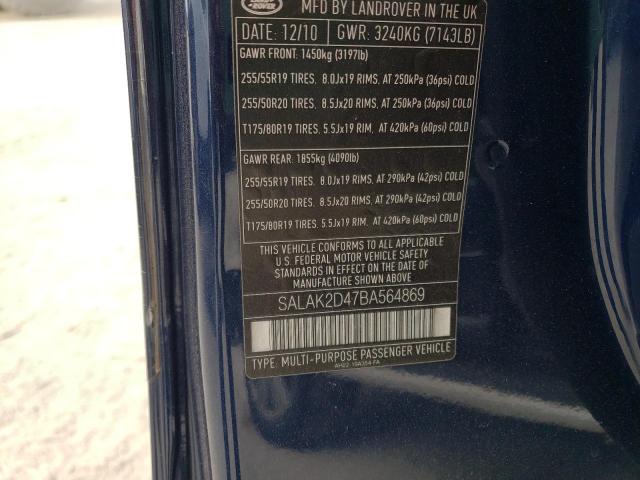 ROVER
MFD BY LANDROVER IN THE UK
DATE: 12/10 GWR: 3240KG (7143LB)
GAWR FRONT: 1450kg (3197lb)
255/55R19 TIRES. 8.0Jx19 RIMS, AT 250kPA (36psi) COLD
255/50R20 TIRES. 8.5Jx20 RIMS, AT 250kPA (36psi) COLD
T175/80R19 TIRES. 5.5Jx19 RIM, AT 420kPA (60psi) COLD
GAWR REAR: 1855kg (4090lb)
255/55R19 TIRES. 8.0Jx19 RIMS, AT 290kPA (42psi) COLD
255/50R20 TIRES. 8.5Jx20 RIMS, AT 290kPA (42psi) COLD
T175/80R19 TIRES. 5.5Jx19 RIM, AT 420kPA (60psi) COLD
THIS VEHICLE CONFORMS TO ALL APPLICABLE
U.S. FEDERAL MOTOR VEHICLE SAFETY
STANDARDS IN EFFECT ON THE DATE OF
MANUFACTURE SHOWN ABOVE
SALAK2D47BA564869
TYPE: MULTI-PURPOSE PASSENGER VEHICLE